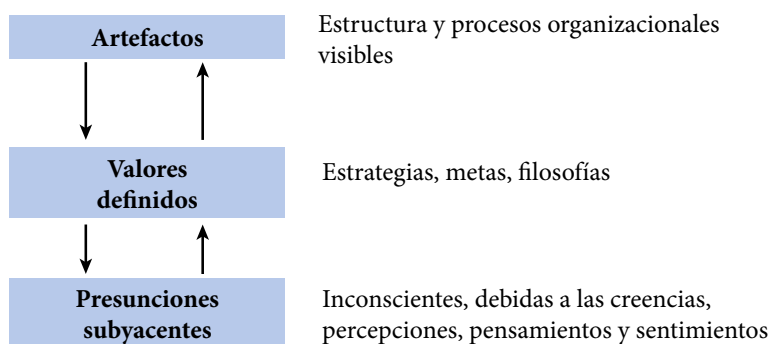 Artefactos
Estructura y procesos organizacionales
visibles
Valores
definidos
Estrategias, metas, filosofías
Presunciones
subyacentes
Inconscientes, debidas a las creencias,
percepciones, pensamientos y sentimientos